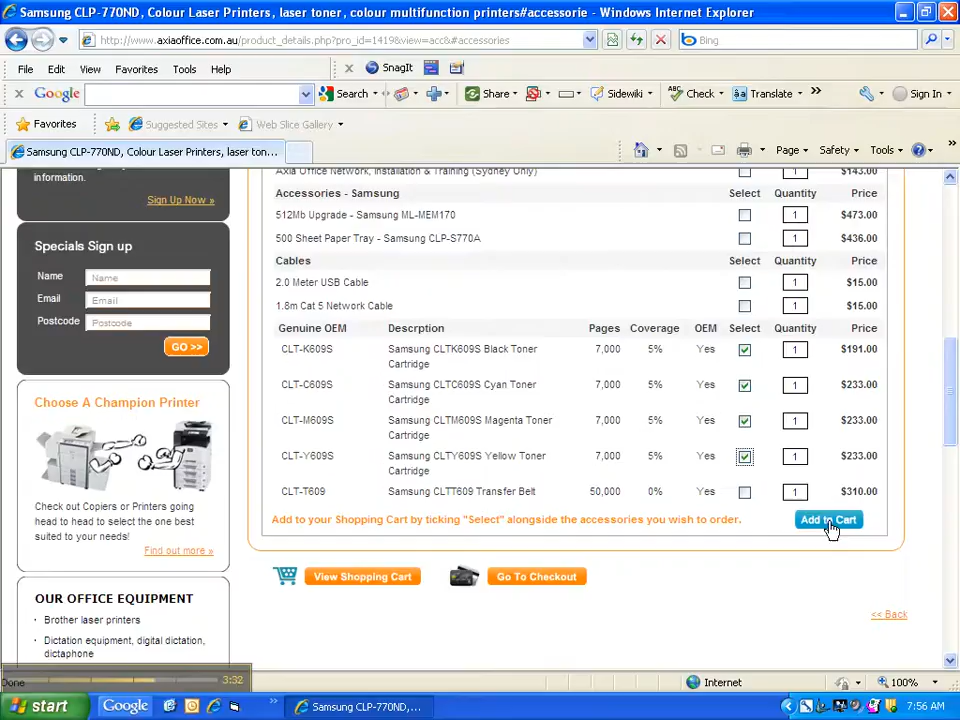 Samsung CLP-770ND, Colour Laser Printers, laser toner, colour multifunction printers#accessorie - Windows Internet Explorer
http://www.axiaoffice.com.au/product_details.php?pro_id=1419&view=acc&#accessories
Bing
File Edit View Favorites Tools Help
SnagIt
Google Search Share Sidewiki Check Translate Sign In
Favorites Suggested Sites Web Slice Gallery
Samsung CLP-770ND, Colour Laser Printers, laser ton... Page Safety Tools
information.
Sign Up Now »
Specials Sign up
Name Name
Email Email
Postcode Postcode
GO >>
Choose A Champion Printer
Check out Copiers or Printers going
head to head to select the one best
suited to your needs!
Find out more »
OUR OFFICE EQUIPMENT
Brother laser printers
Dictation equipment, digital dictation,
dictaphone
Axia Office Network, Installation & Training (Sydney Only) $143.00
Accessories - Samsung Select Quantity Price
512Mb Upgrade - Samsung ML-MEM170 1 $473.00
500 Sheet Paper Tray - Samsung CLP-S770A 1 $436.00
Cables Select Quantity Price
2.0 Meter USB Cable 1 $15.00
1.8m Cat 5 Network Cable 1 $15.00
Genuine OEM Descrption Pages Coverage OEM Select Quantity Price
CLT-K609S Samsung CLTK609S Black Toner 7,000 5% Yes 1 $191.00
Cartridge
CLT-C609S Samsung CLTC609S Cyan Toner 7,000 5% Yes 1 $233.00
Cartridge
CLT-M609S Samsung CLTM609S Magenta Toner 7,000 5% Yes 1 $233.00
Cartridge
CLT-Y609S Samsung CLTY609S Yellow Toner 7,000 5% Yes 1 $233.00
Cartridge
CLT-T609 Samsung CLTT609 Transfer Belt 50,000 0% Yes 1 $310.00
Add to your Shopping Cart by ticking "Select" alongside the accessories you wish to order. Add to Cart
View Shopping Cart Go To Checkout
<< Back
Done 3:32 Internet 100%
start Google Samsung CLP-770ND,... 7:56 AM